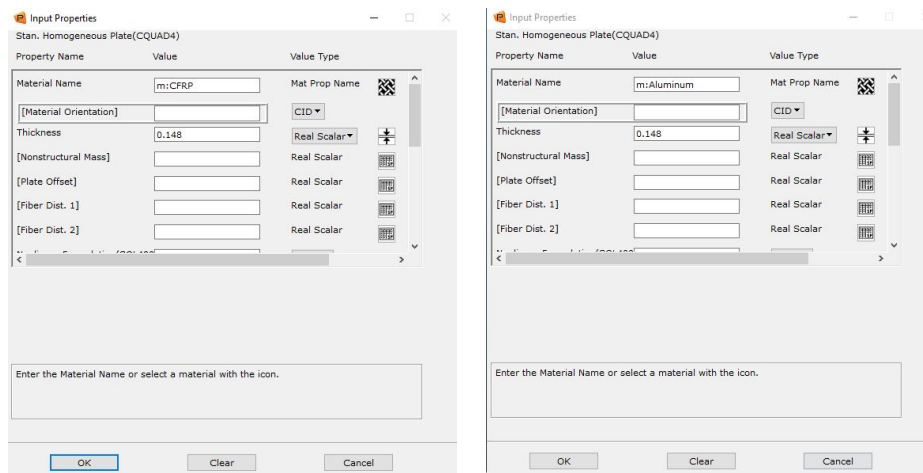 Input Properties
Stan. Homogeneous Plate(CQUAD4)
Property Name Value Value Type
Material Name m:CFRP Mat Prop Name
[Material Orientation] CID
Thickness 0.148 Real Scalar
[Nonstructural Mass] Real Scalar
[Plate Offset] Real Scalar
[Fiber Dist. 1] Real Scalar
[Fiber Dist. 2] Real Scalar
Enter the Material Name or select a material with the icon.
OK Clear Cancel
Input Properties
Stan. Homogeneous Plate(CQUAD4)
Property Name Value Value Type
Material Name m:Aluminum Mat Prop Name
[Material Orientation] CID
Thickness 0.148 Real Scalar
[Nonstructural Mass] Real Scalar
[Plate Offset] Real Scalar
[Fiber Dist. 1] Real Scalar
[Fiber Dist. 2] Real Scalar
Enter the Material Name or select a material with the icon.
OK Clear Cancel